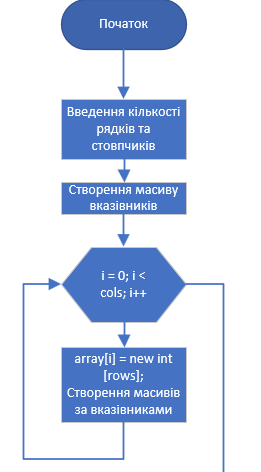 Початок
Введення кількості
рядків та
стовпчиків
Створення масиву
вказівників
i = 0; i <
cols; i++
array[i] = new int
[rows];
Створення масивів
за вказівниками